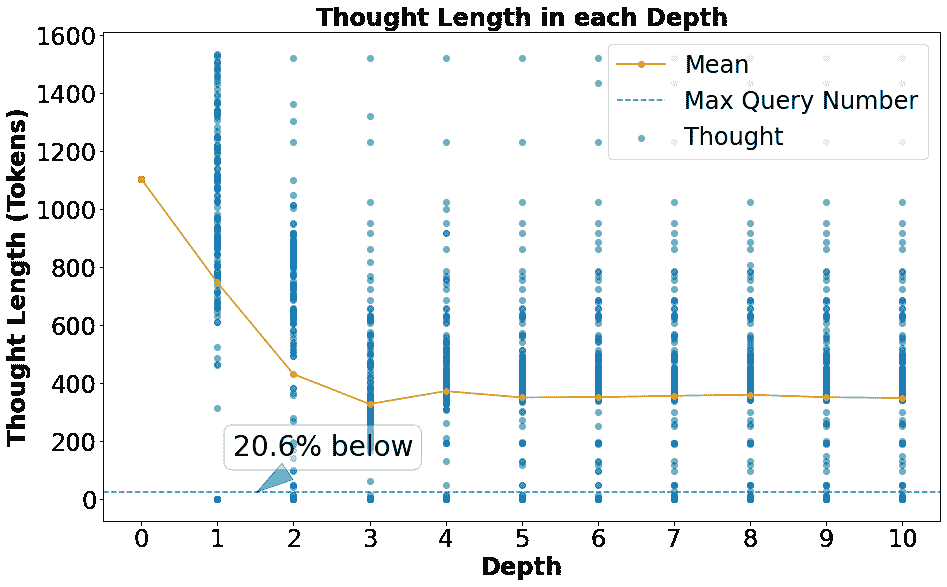 Thought Length in each Depth
Thought Length (Tokens)
1600
1400
1200
1000
800
600
400
200
0
Mean
Max Query Number
Thought
20.6% below
0 1 2 3 4 5 6 7 8 9 10
Depth